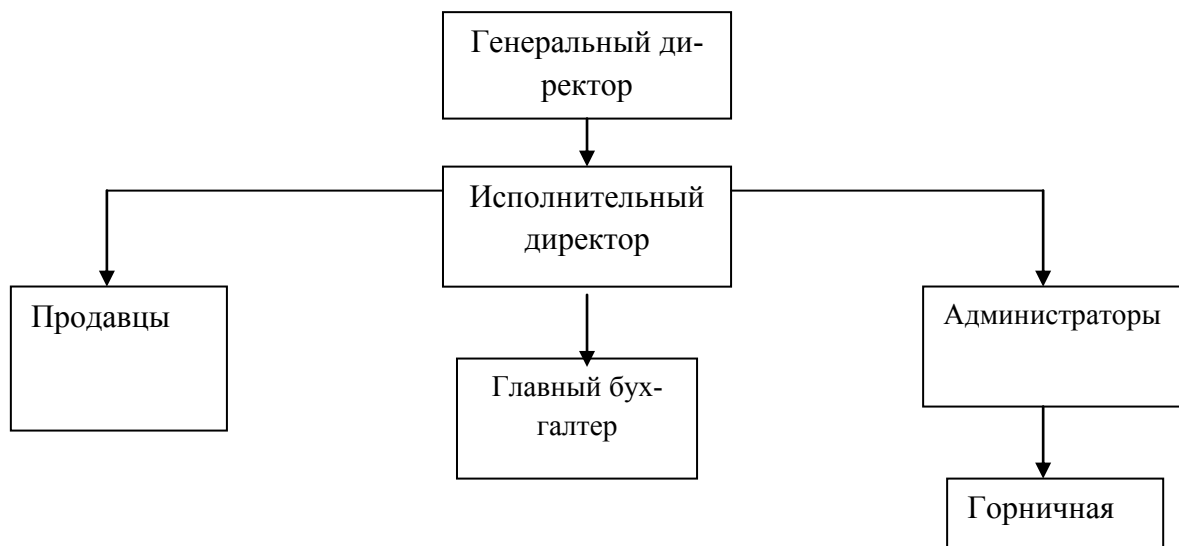 Генеральный ди-
ректор
Исполнительный
директор
Продавцы
Администраторы
Главный бух-
галтер
Горничная